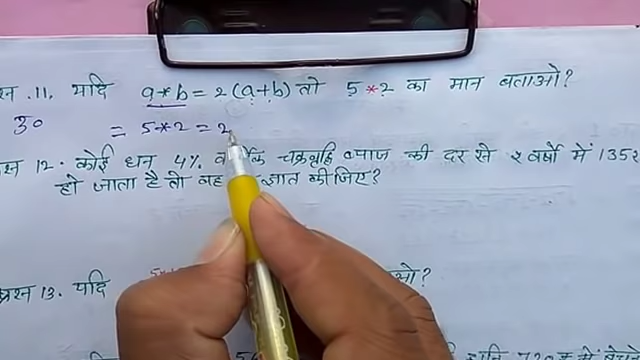 स्न .11. यदि a*b = 2(a+b) तो 5*2 का मान बताओ?
उ० = 5*2 = 2
स्न 12. कोई धन 4% चक्रवृद्धि ब्याज की दर से २ वर्षो में 1352
हो जाता है तो वह ज्ञात कीजिए?
प्रश्न 13. यदि ओ?